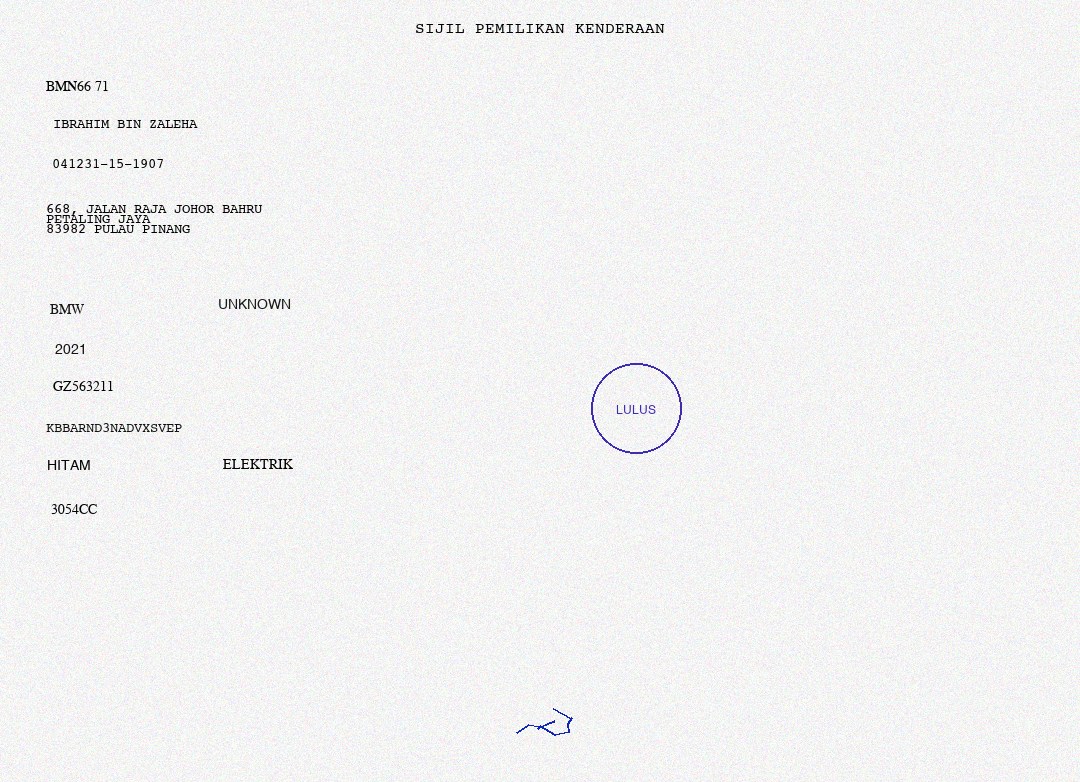 SIJIL PEMILIKAN KENDERAAN
BMN66 71
IBRAHIM BIN ZALEHA
041231-15-1907
668, JALAN RAJA JOHOR BAHRU
PETALING JAYA
83982 PULAU PINANG
BMW UNKNOWN
2021
GZ563211
KBBARND3NADVXSVEP
HITAM ELEKTRIK
3054CC
LULUS